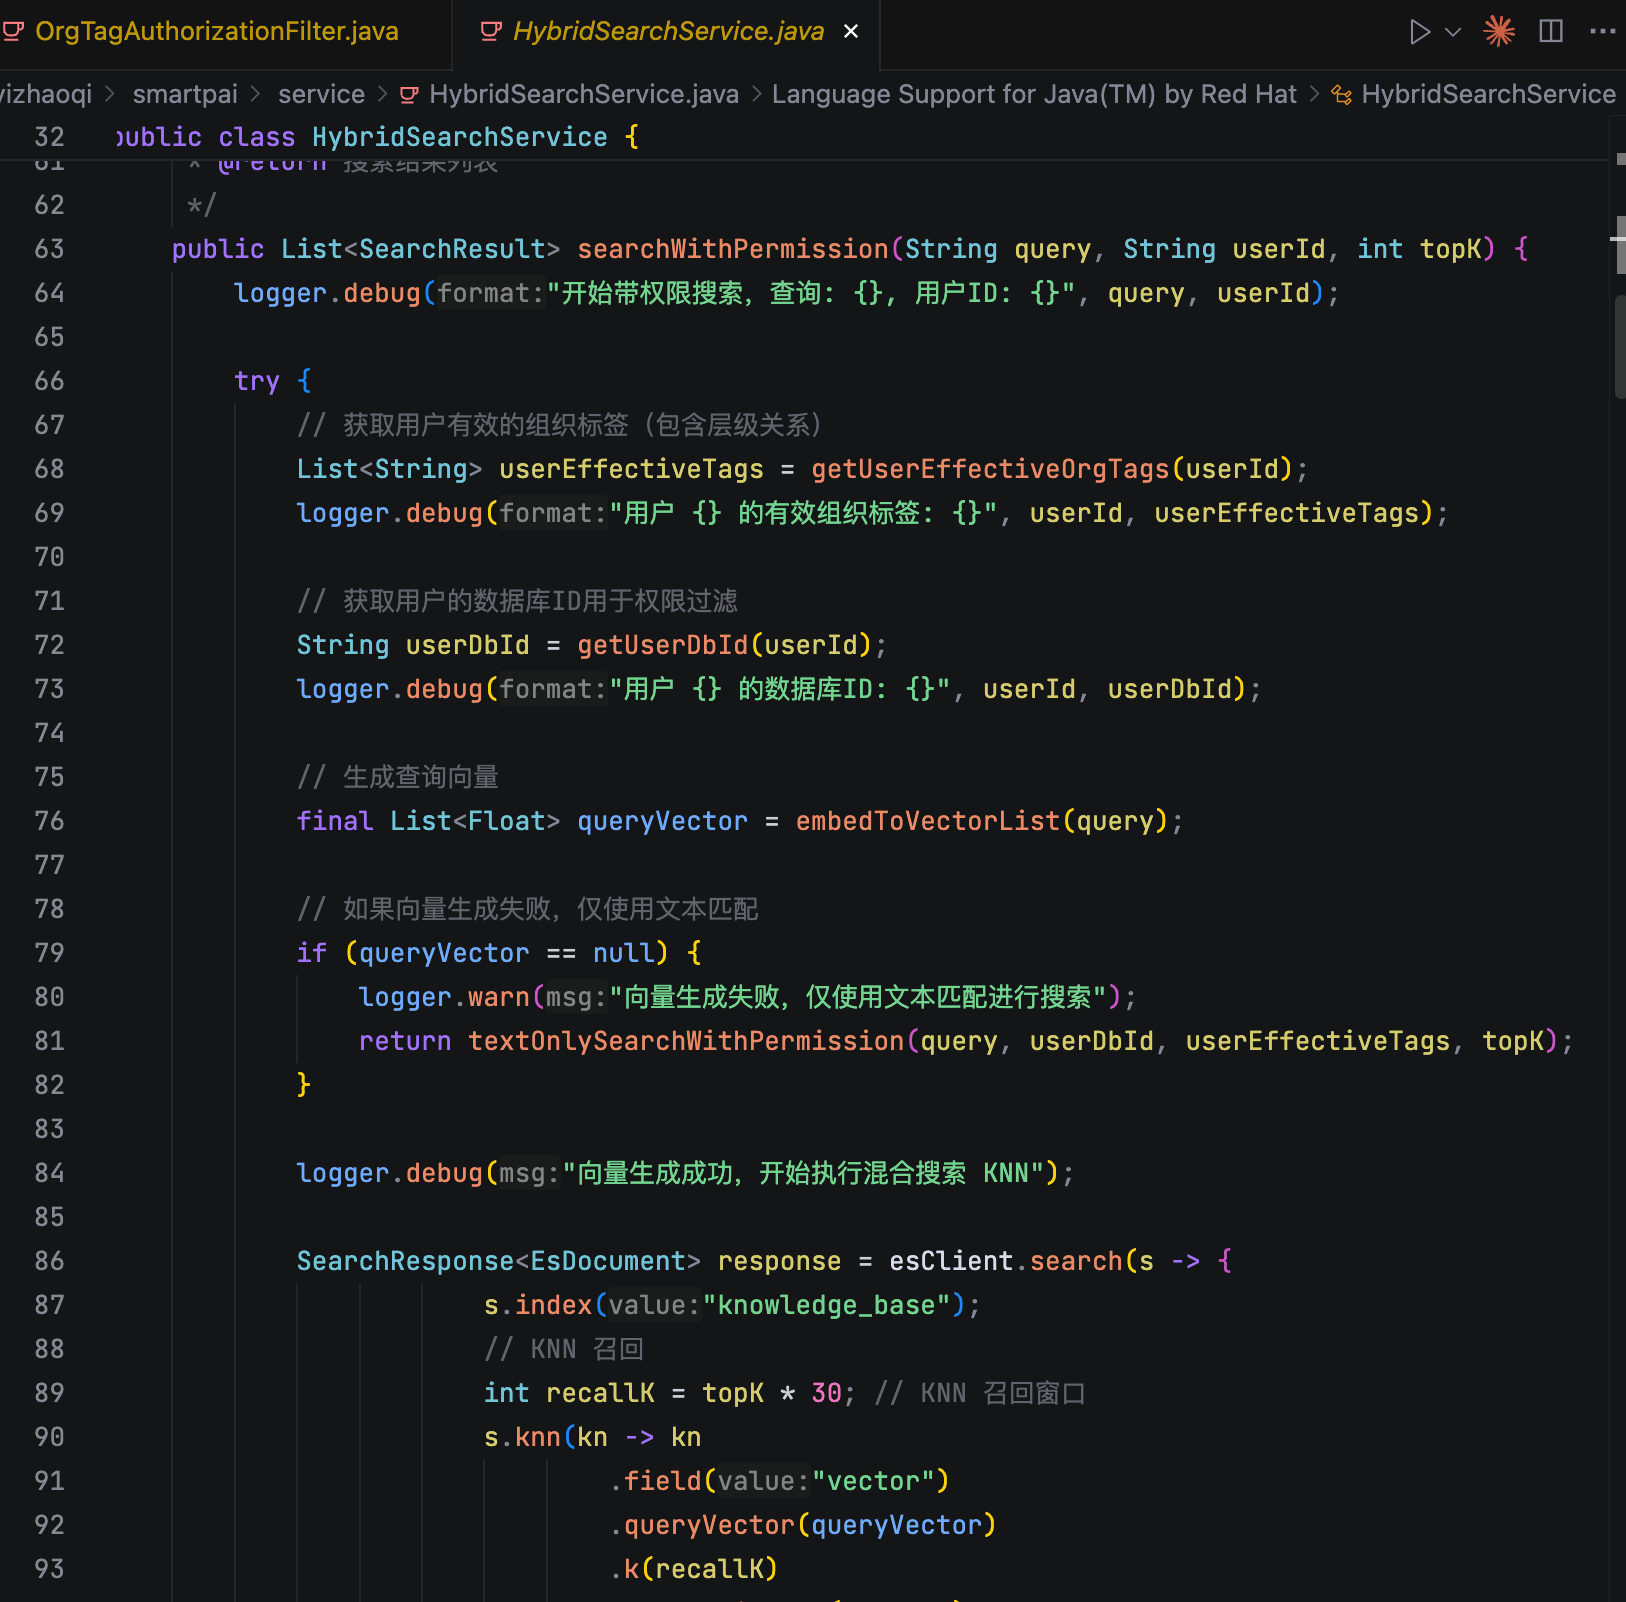 OrgTagAuthorizationFilter.java HybridSearchService.java ×
yizhaoqi > smartpai > service > HybridSearchService.java > Language Support for Java(TM) by Red Hat > HybridSearchService
32 public class HybridSearchService {
61 * @return 搜索结果列表
62 */
63 public List<SearchResult> searchWithPermission(String query, String userId, int topK) {
64 logger.debug(format:"开始带权限搜索，查询: {}, 用户ID: {}", query, userId);
65
66 try {
67 // 获取用户有效的组织标签（包含层级关系）
68 List<String> userEffectiveTags = getUserEffectiveOrgTags(userId);
69 logger.debug(format:"用户 {} 的有效组织标签: {}", userId, userEffectiveTags);
70
71 // 获取用户的数据库ID用于权限过滤
72 String userDbId = getUserDbId(userId);
73 logger.debug(format:"用户 {} 的数据库ID: {}", userId, userDbId);
74
75 // 生成查询向量
76 final List<Float> queryVector = embedToVectorList(query);
77
78 // 如果向量生成失败，仅使用文本匹配
79 if (queryVector == null) {
80 logger.warn(msg:"向量生成失败，仅使用文本匹配进行搜索");
81 return textOnlySearchWithPermission(query, userDbId, userEffectiveTags, topK);
82 }
83
84 logger.debug(msg:"向量生成成功，开始执行混合搜索 KNN");
85
86 SearchResponse<EsDocument> response = esClient.search(s -> {
87 s.index(value:"knowledge_base");
88 // KNN 召回
89 int recallK = topK * 30; // KNN 召回窗口
90 s.knn(kn -> kn
91 .field(value:"vector")
92 .queryVector(queryVector)
93 .k(recallK)